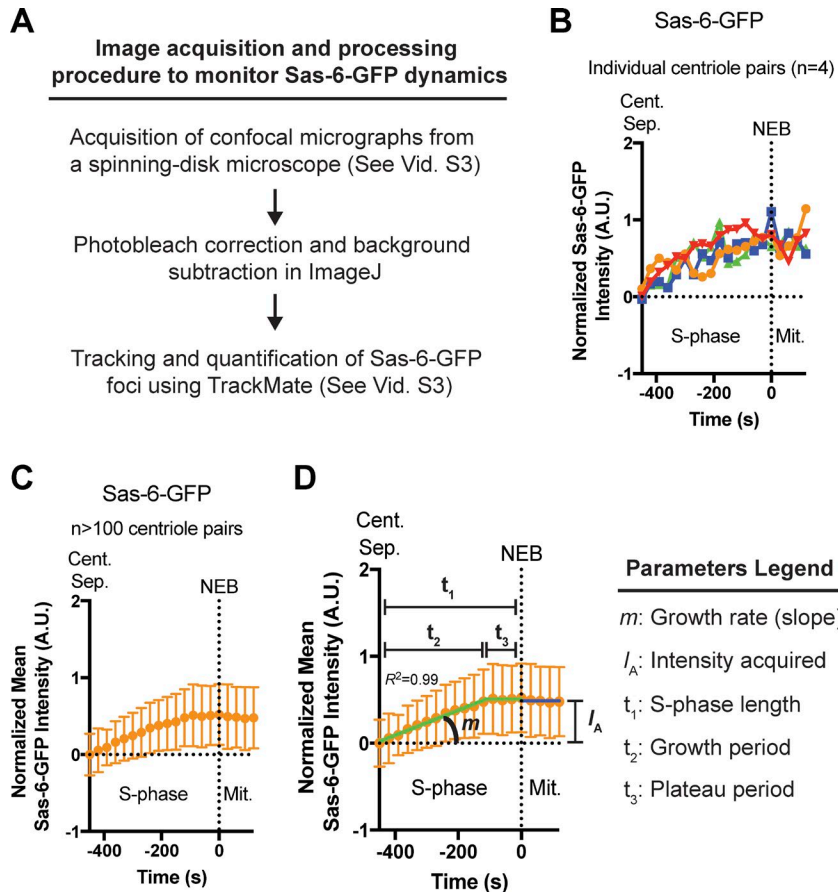 A
Image acquisition and processing
procedure to monitor Sas-6-GFP dynamics
Acquisition of confocal micrographs from
a spinning-disk microscope (See Vid. S3)
Photobleach correction and background
subtraction in ImageJ
Tracking and quantification of Sas-6-GFP
foci using TrackMate (See Vid. S3)
B
Sas-6-GFP
Individual centriole pairs (n=4)
Cent.
Sep.
NEB
Normalized Sas-6-GFP
Intensity (A.U.)
2
1
0
-1
S-phase
Mit.
-400
-200
0
Time (s)
C
Sas-6-GFP
n>100 centriole pairs
Cent.
Sep.
NEB
Normalized Mean
Sas-6-GFP Intensity (A.U.)
2
1
0
-1
S-phase
Mit.
-400
-200
0
Time (s)
D
Cent.
Sep.
NEB
Normalized Mean
Sas-6-GFP Intensity (A.U.)
2
1
0
-1
t1
t2
t3
R²=0.99
m
IA
S-phase
Mit.
-400
-200
0
Time (s)
Parameters Legend
m: Growth rate (slope)
IA: Intensity acquired
t1: S-phase length
t2: Growth period
t3: Plateau period